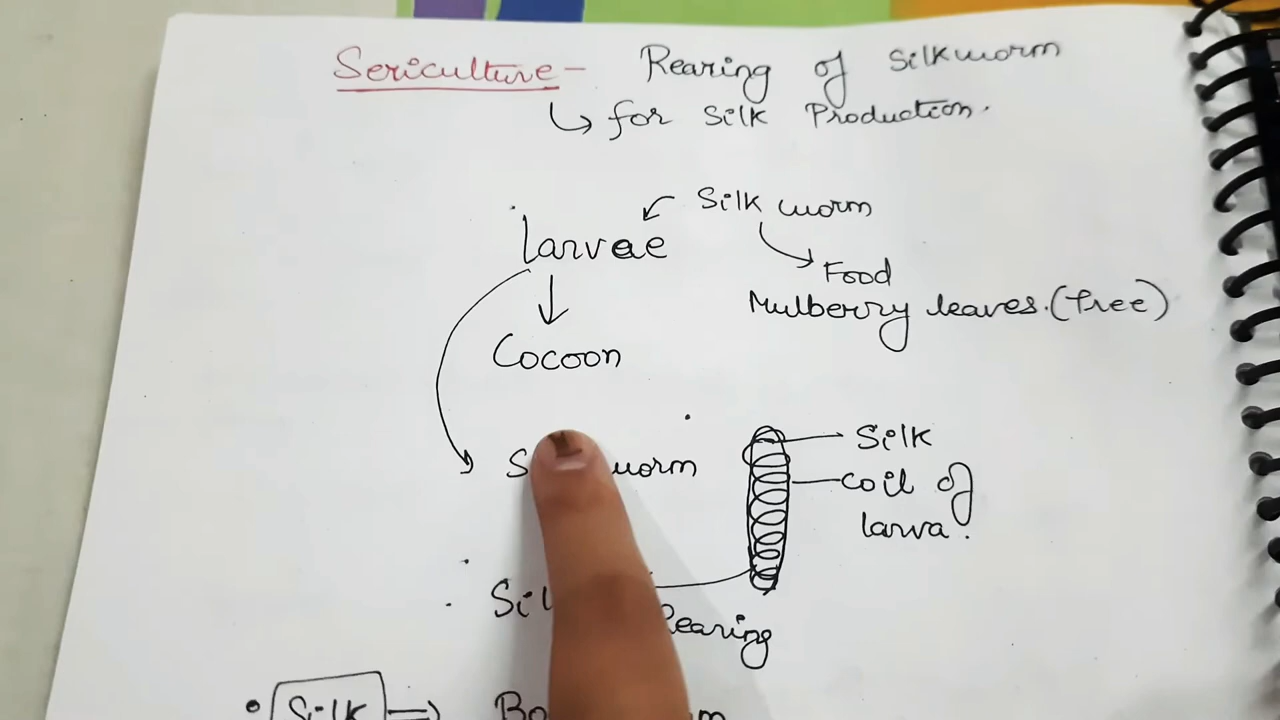 Sericulture - Rearing of Silkworm
↳ for Silk Production.
Silk worm
larvae
Food
Mulberry leaves. (Tree)
Cocoon
Silk
coil of
larva.
Rearing
Silk ⇒